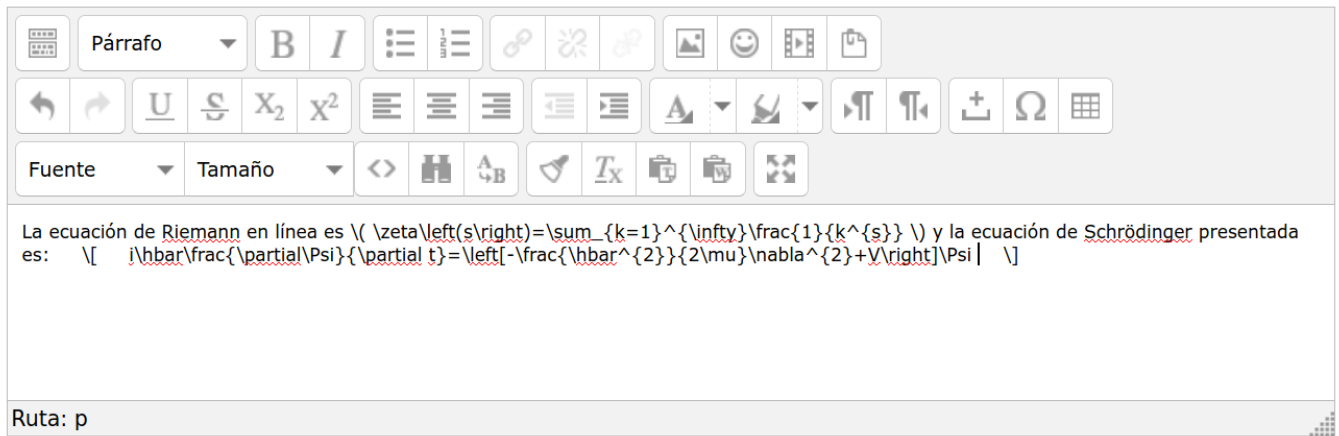 Párrafo
Fuente Tamaño
La ecuación de Riemann en línea es \( \zeta\left(s\right)=\sum_{k=1}^{\infty}\frac{1}{k^{s}} \) y la ecuación de Schrödinger presentada
es: \[ i\hbar\frac{\partial\Psi}{\partial t}=\left[-\frac{\hbar^{2}}{2\mu}\nabla^{2}+V\right]\Psi \]
Ruta: p